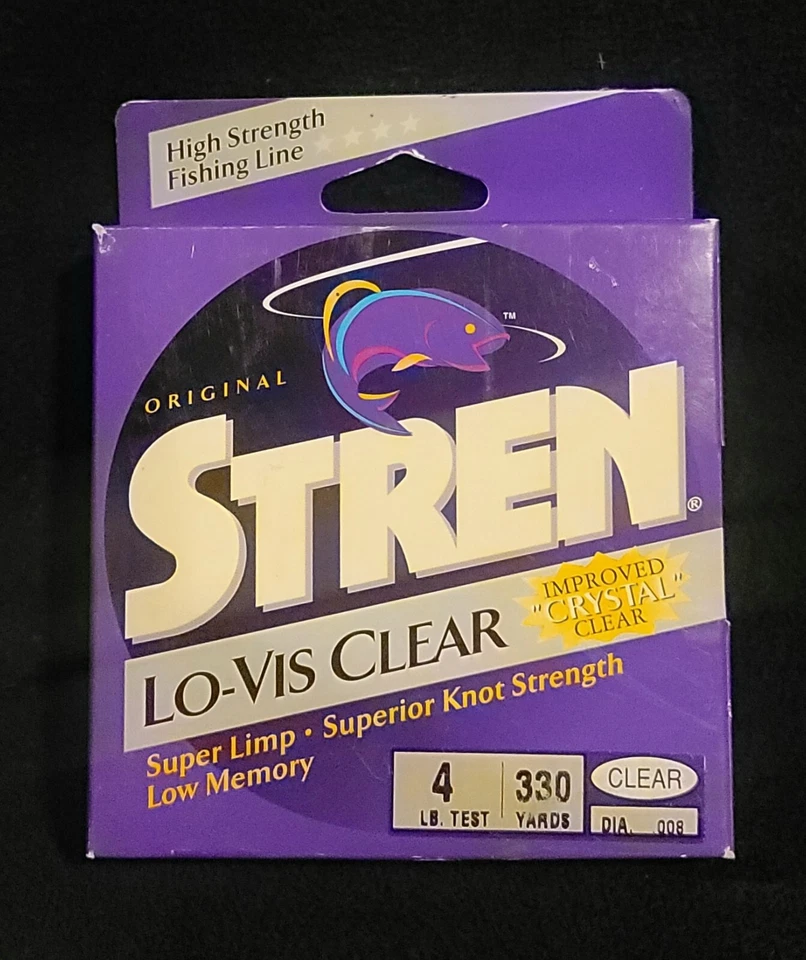 High Strength
Fishing Line
TM
ORIGINAL
STREN®
IMPROVED
"CRYSTAL"
CLEAR
LO-VIS CLEAR
Super Limp • Superior Knot Strength
Low Memory
4 330
LB. TEST YARDS
CLEAR
DIA. .008